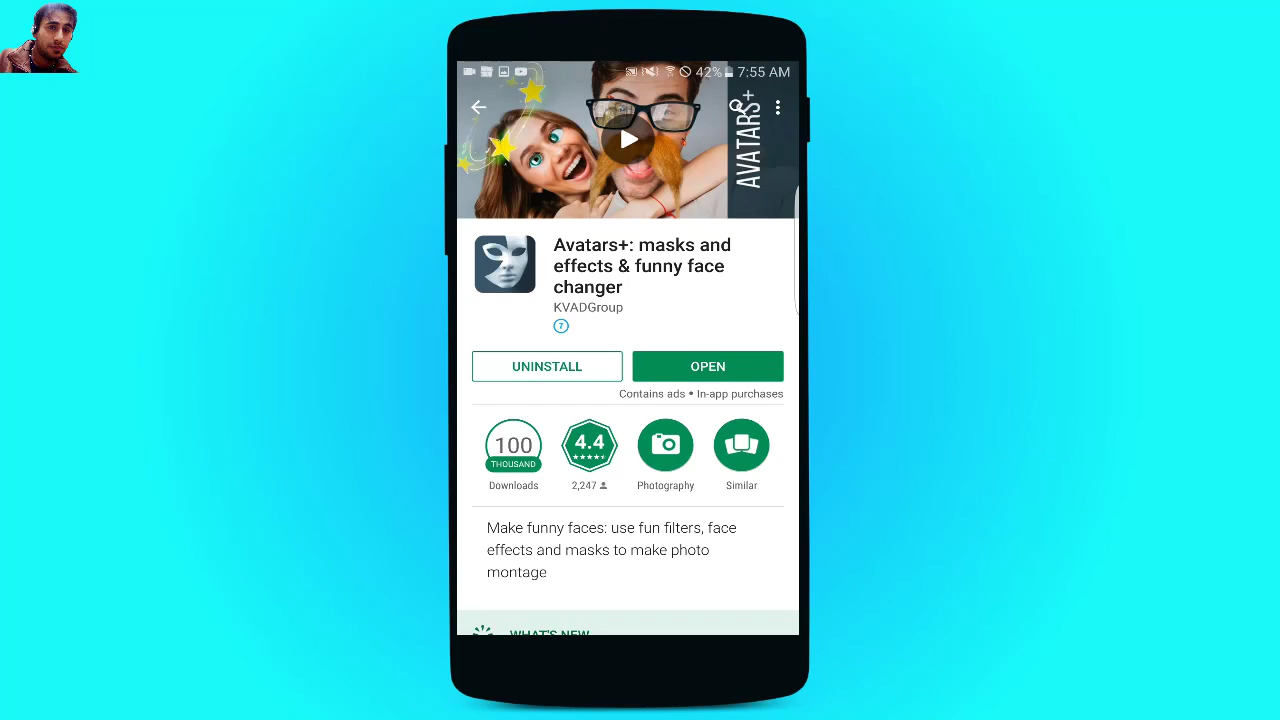 42% 7:55 AM
AVATARS+
Avatars+: masks and
effects & funny face
changer
KVADGroup
7
UNINSTALL
OPEN
Contains ads • In-app purchases
100
THOUSAND
Downloads
4.4
2,247
Photography
Similar
Make funny faces: use fun filters, face
effects and masks to make photo
montage
WHAT'S NEW